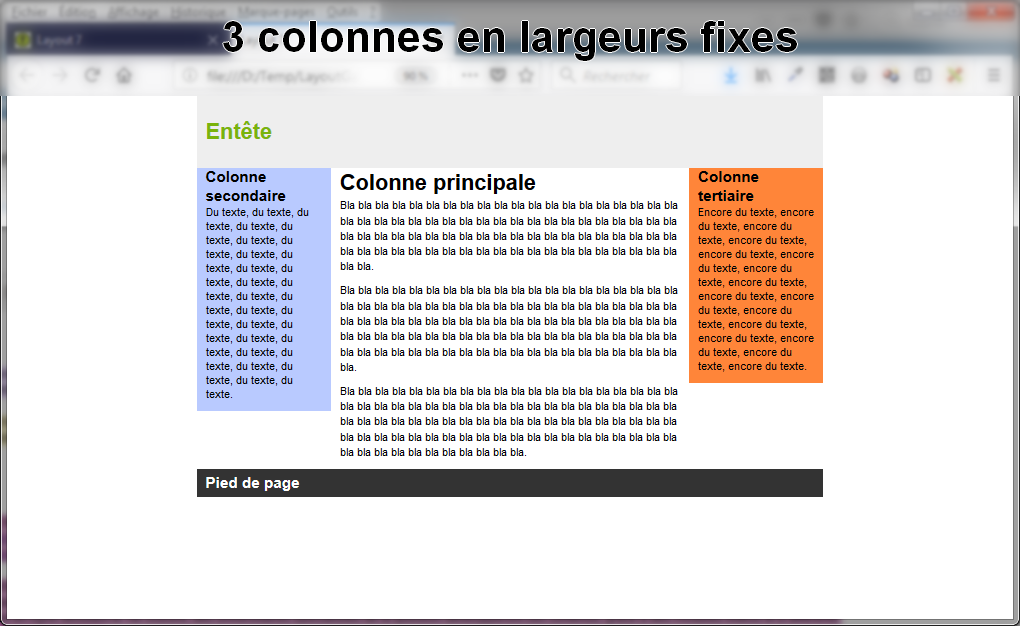 Fichier Édition Affichage Historique Marque-pages Outils ?
3 colonnes en largeurs fixes
Layout 7
90 %
Rechercher
Entête
Colonne
secondaire
Du texte, du texte, du
texte, du texte, du
texte, du texte, du
texte, du texte, du
texte, du texte, du
texte, du texte, du
texte, du texte, du
texte, du texte, du
texte, du texte, du
texte, du texte, du
texte, du texte, du
texte, du texte, du
texte, du texte, du
texte.
Colonne principale
Bla bla bla bla bla bla bla bla bla bla bla bla bla bla bla bla bla bla bla bla
bla bla bla bla bla bla bla bla bla bla bla bla bla bla bla bla bla bla bla bla
bla bla bla bla bla bla bla bla bla bla bla bla bla bla bla bla bla bla bla bla
bla bla bla bla bla bla bla bla bla bla bla bla bla bla bla bla bla bla bla bla
bla bla.
Bla bla bla bla bla bla bla bla bla bla bla bla bla bla bla bla bla bla bla bla
bla bla bla bla bla bla bla bla bla bla bla bla bla bla bla bla bla bla bla bla
bla bla bla bla bla bla bla bla bla bla bla bla bla bla bla bla bla bla bla bla
bla bla bla bla bla bla bla bla bla bla bla bla bla bla bla bla bla bla bla bla
bla bla bla bla bla bla bla bla bla bla bla bla bla bla bla bla bla bla bla bla
bla.
Bla bla bla bla bla bla bla bla bla bla bla bla bla bla bla bla bla bla bla bla
bla bla bla bla bla bla bla bla bla bla bla bla bla bla bla bla bla bla bla bla
bla bla bla bla bla bla bla bla bla bla bla bla bla bla bla bla bla bla bla bla
bla bla bla bla bla bla bla bla bla bla bla bla bla bla bla bla bla bla bla bla
bla bla bla bla bla bla bla bla bla bla bla.
Colonne
tertiaire
Encore du texte, encore
du texte, encore du
texte, encore du texte,
encore du texte, encore
du texte, encore du
texte, encore du texte,
encore du texte, encore
du texte, encore du
texte, encore du texte,
encore du texte, encore
du texte, encore du
texte, encore du texte.
Pied de page